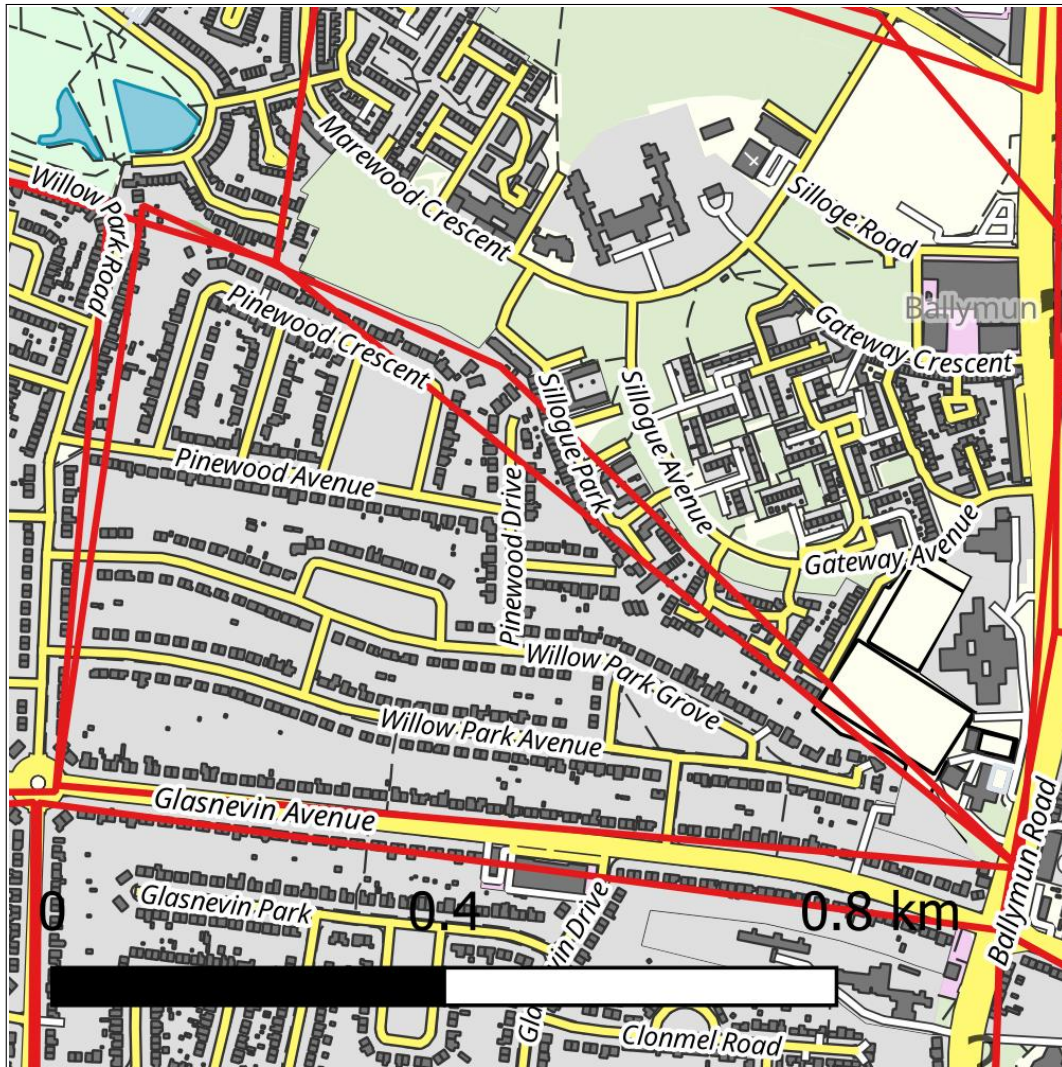 Marewood Crescent
Willow Park Road
Silloge Road
Pinewood Crescent
Ballymun
Gateway Crescent
Sillogue Park
Sillogue Avenue
Pinewood Avenue
Pinewood Drive
Gateway Avenue
Willow Park Grove
Willow Park Avenue
Glasnevin Avenue
Ballymun Road
Glasnevin Park
0 0.4 0.8 km
Clonmel Road